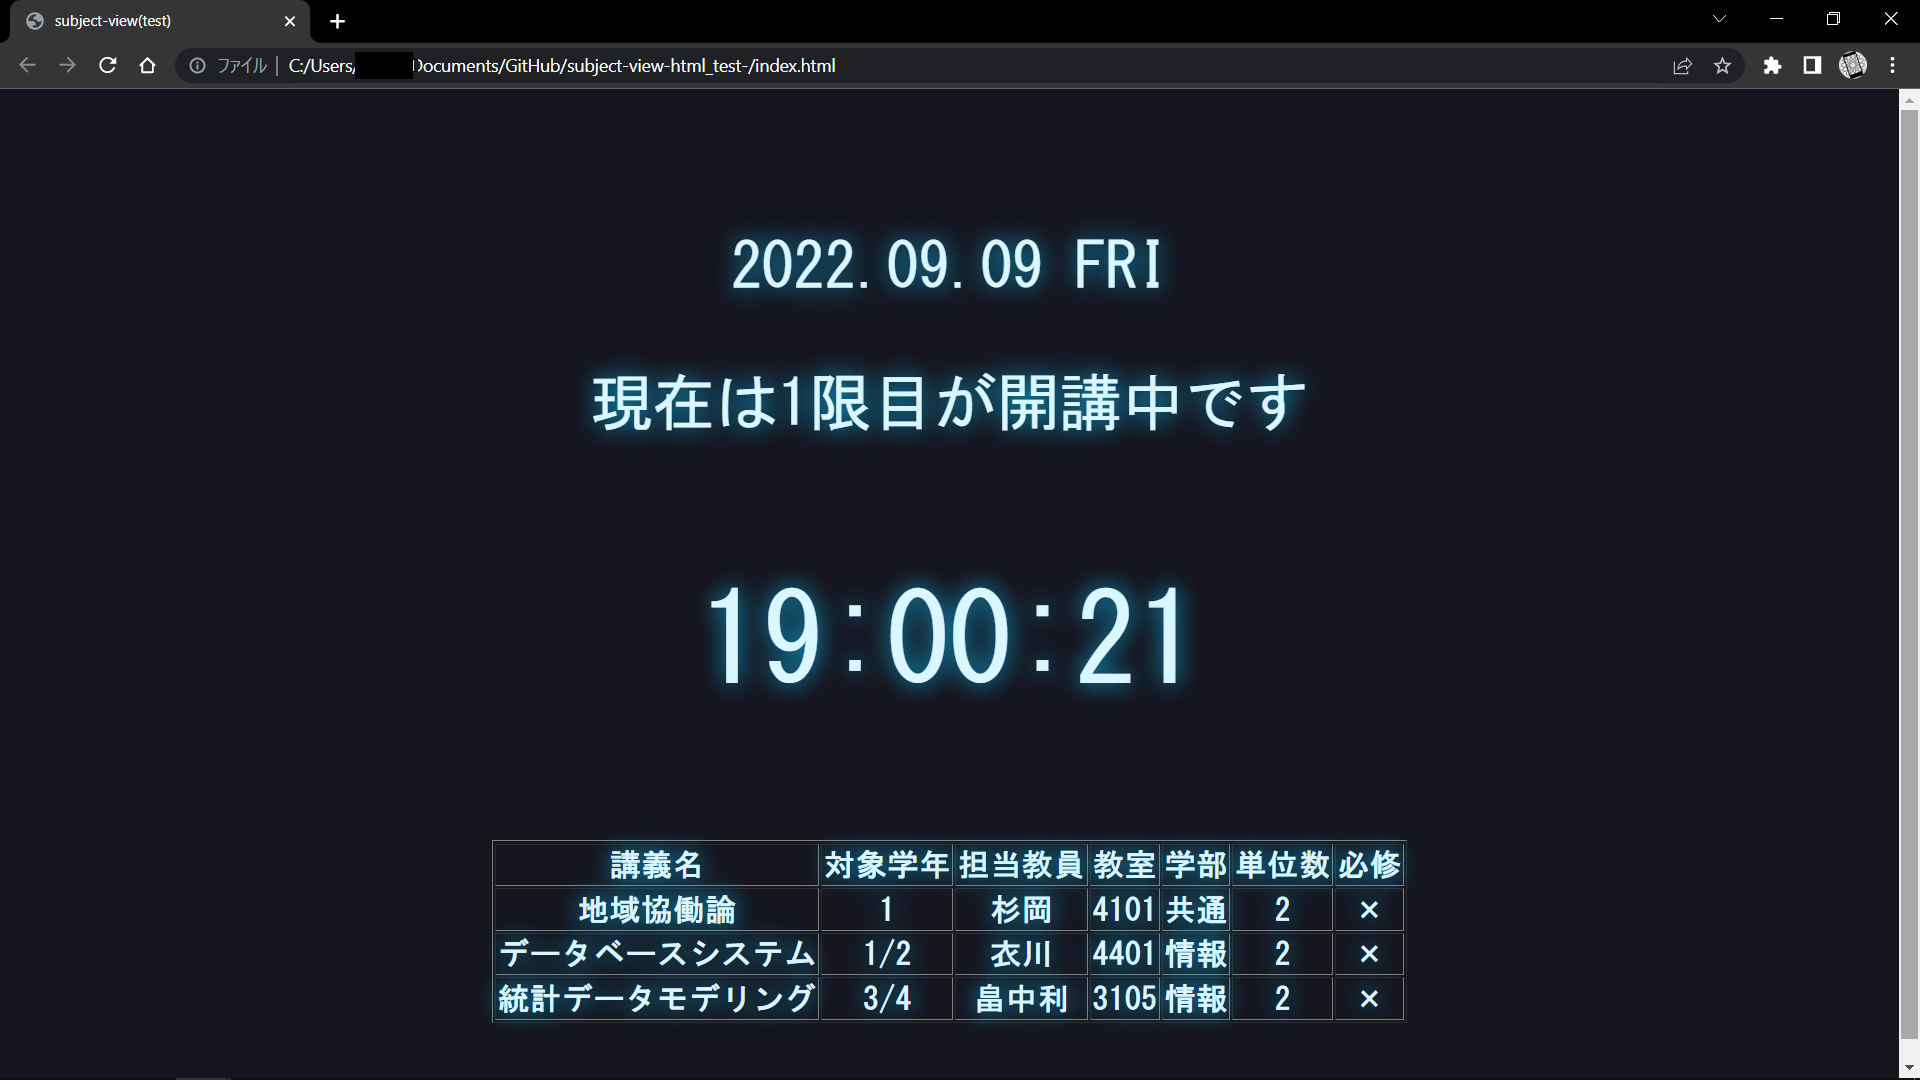 subject-view(test)
ファイル | C:/Users/ Documents/GitHub/subject-view-html_test-/index.html
2022.09.09 FRI
現在は1限目が開講中です
19:00:21
講義名 対象学年 担当教員 教室 学部 単位数 必修
地域協働論 1 杉岡 4101 共通 2 ×
データベースシステム 1/2 衣川 4401 情報 2 ×
統計データモデリング 3/4 畠中利 3105 情報 2 ×